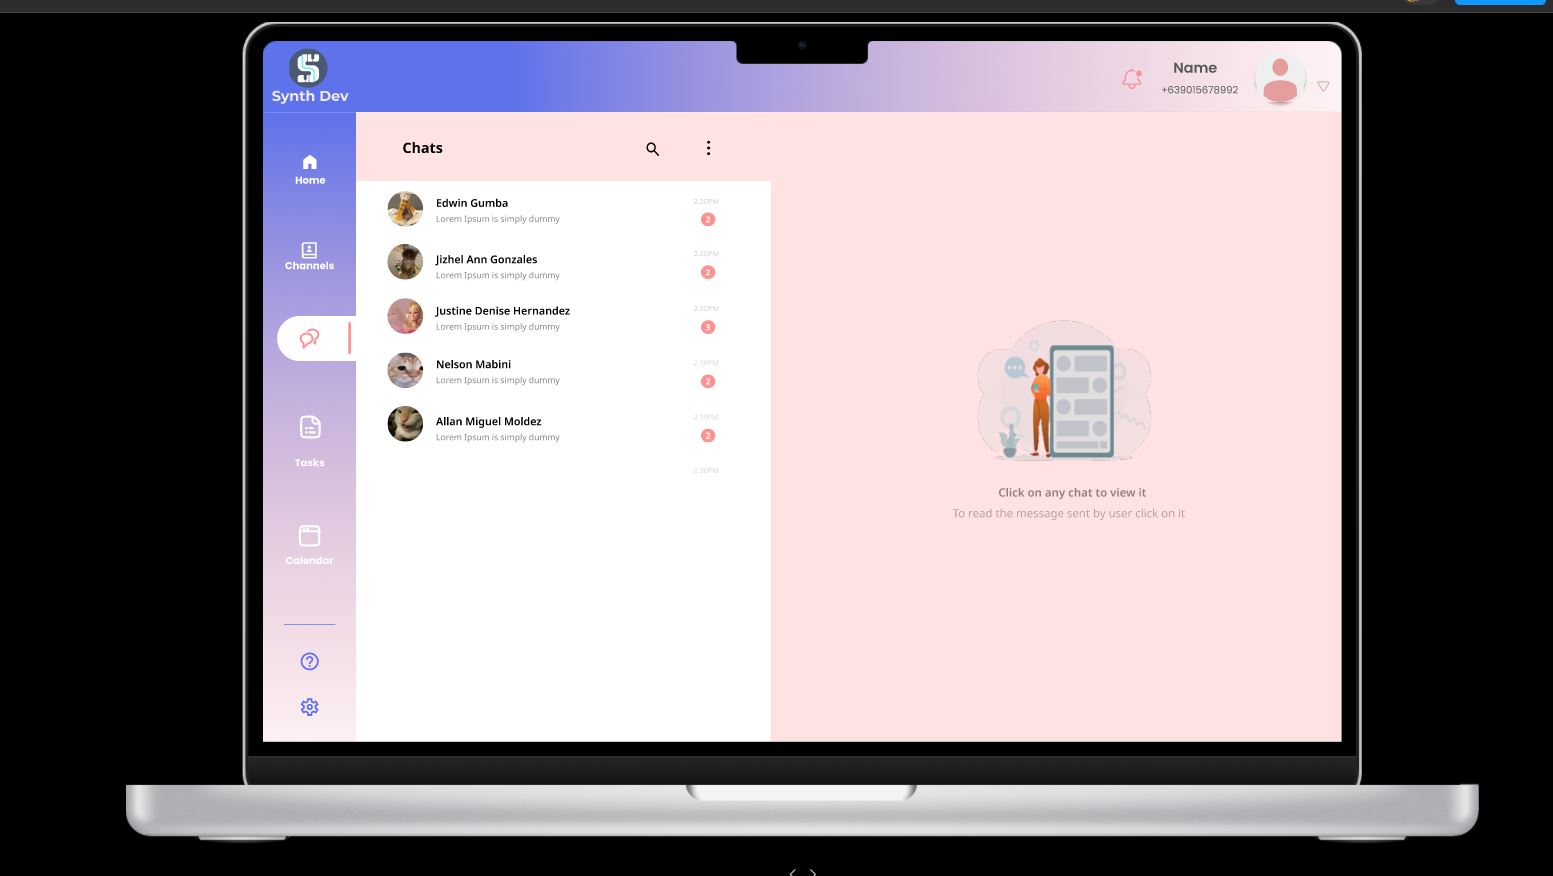 Synth Dev
Name
+639015678992
Home
Channels
Tasks
Calendar
Chats
Edwin Gumba
Lorem Ipsum is simply dummy
2.30PM
2
Jizhel Ann Gonzales
Lorem Ipsum is simply dummy
2.30PM
2
Justine Denise Hernandez
Lorem Ipsum is simply dummy
2.30PM
3
Nelson Mabini
Lorem Ipsum is simply dummy
2.30PM
2
Allan Miguel Moldez
Lorem Ipsum is simply dummy
2.30PM
2
2.30PM
Click on any chat to view it
To read the message sent by user click on it